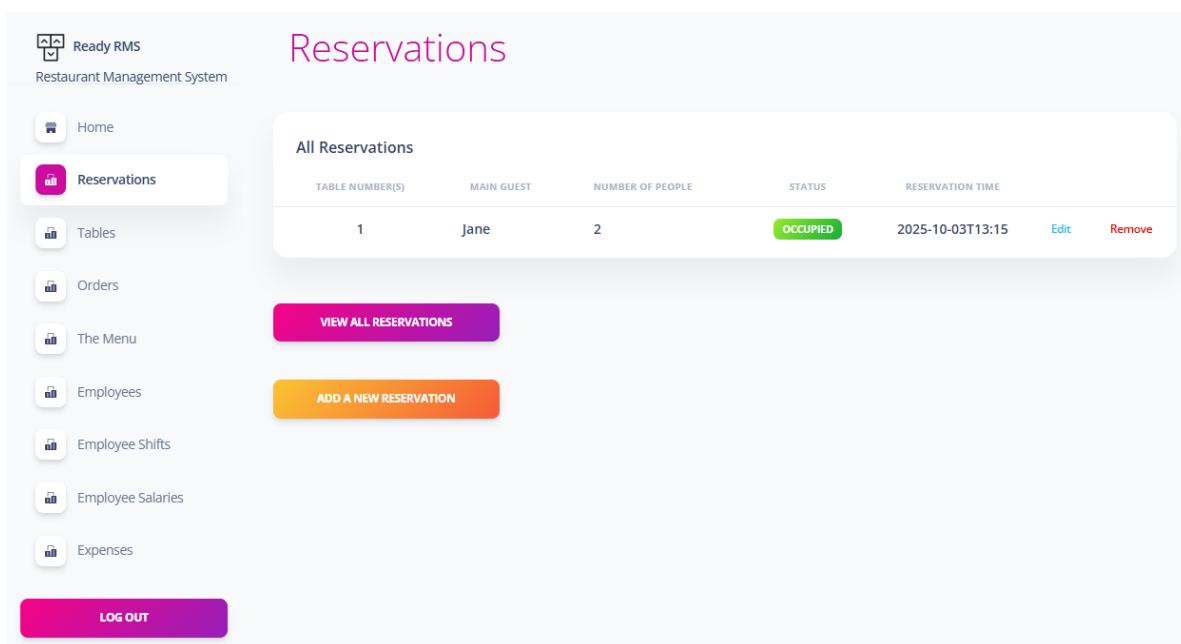 Ready RMS
Restaurant Management System
Home
Reservations
Tables
Orders
The Menu
Employees
Employee Shifts
Employee Salaries
Expenses
LOG OUT
Reservations
All Reservations
TABLE NUMBER(S) MAIN GUEST NUMBER OF PEOPLE STATUS RESERVATION TIME
1 Jane 2 OCCUPIED 2025-10-03T13:15 Edit Remove
VIEW ALL RESERVATIONS
ADD A NEW RESERVATION